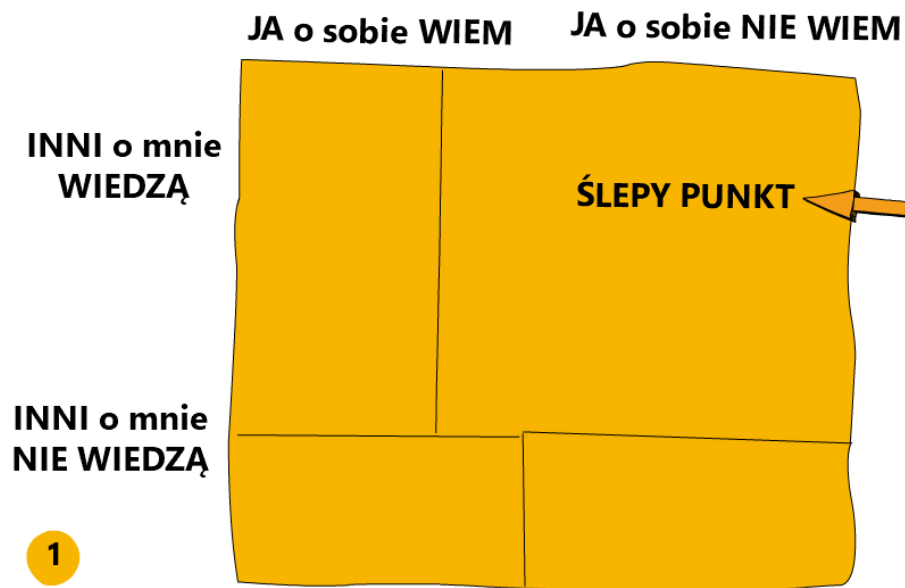 JA o sobie WIEM
JA o sobie NIE WIEM
INNI o mnie
WIEDZĄ
ŚLEPY PUNKT
INNI o mnie
NIE WIEDZĄ
1